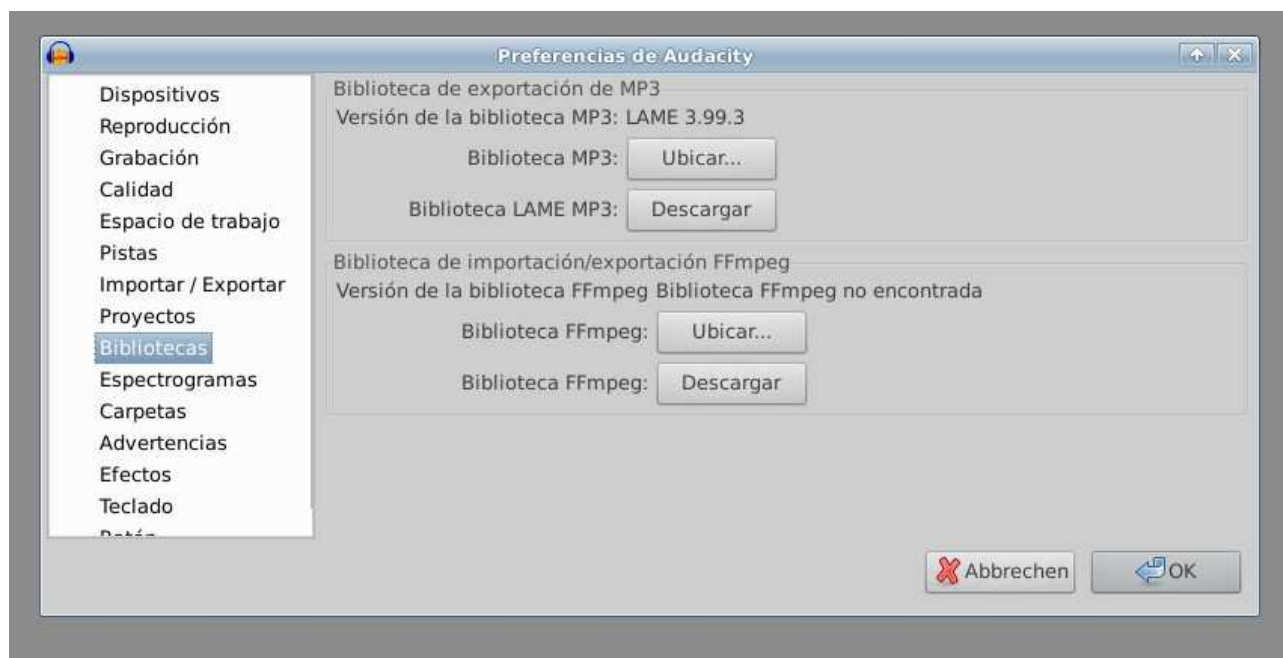 Preferencias de Audacity
Dispositivos
Reproducción
Grabación
Calidad
Espacio de trabajo
Pistas
Importar / Exportar
Proyectos
Bibliotecas
Espectrogramas
Carpetas
Advertencias
Efectos
Teclado
Biblioteca de exportación de MP3
Versión de la biblioteca MP3: LAME 3.99.3
Biblioteca MP3: Ubicar...
Biblioteca LAME MP3: Descargar
Biblioteca de importación/exportación FFmpeg
Versión de la biblioteca FFmpeg Biblioteca FFmpeg no encontrada
Biblioteca FFmpeg: Ubicar...
Biblioteca FFmpeg: Descargar
Abbrechen OK